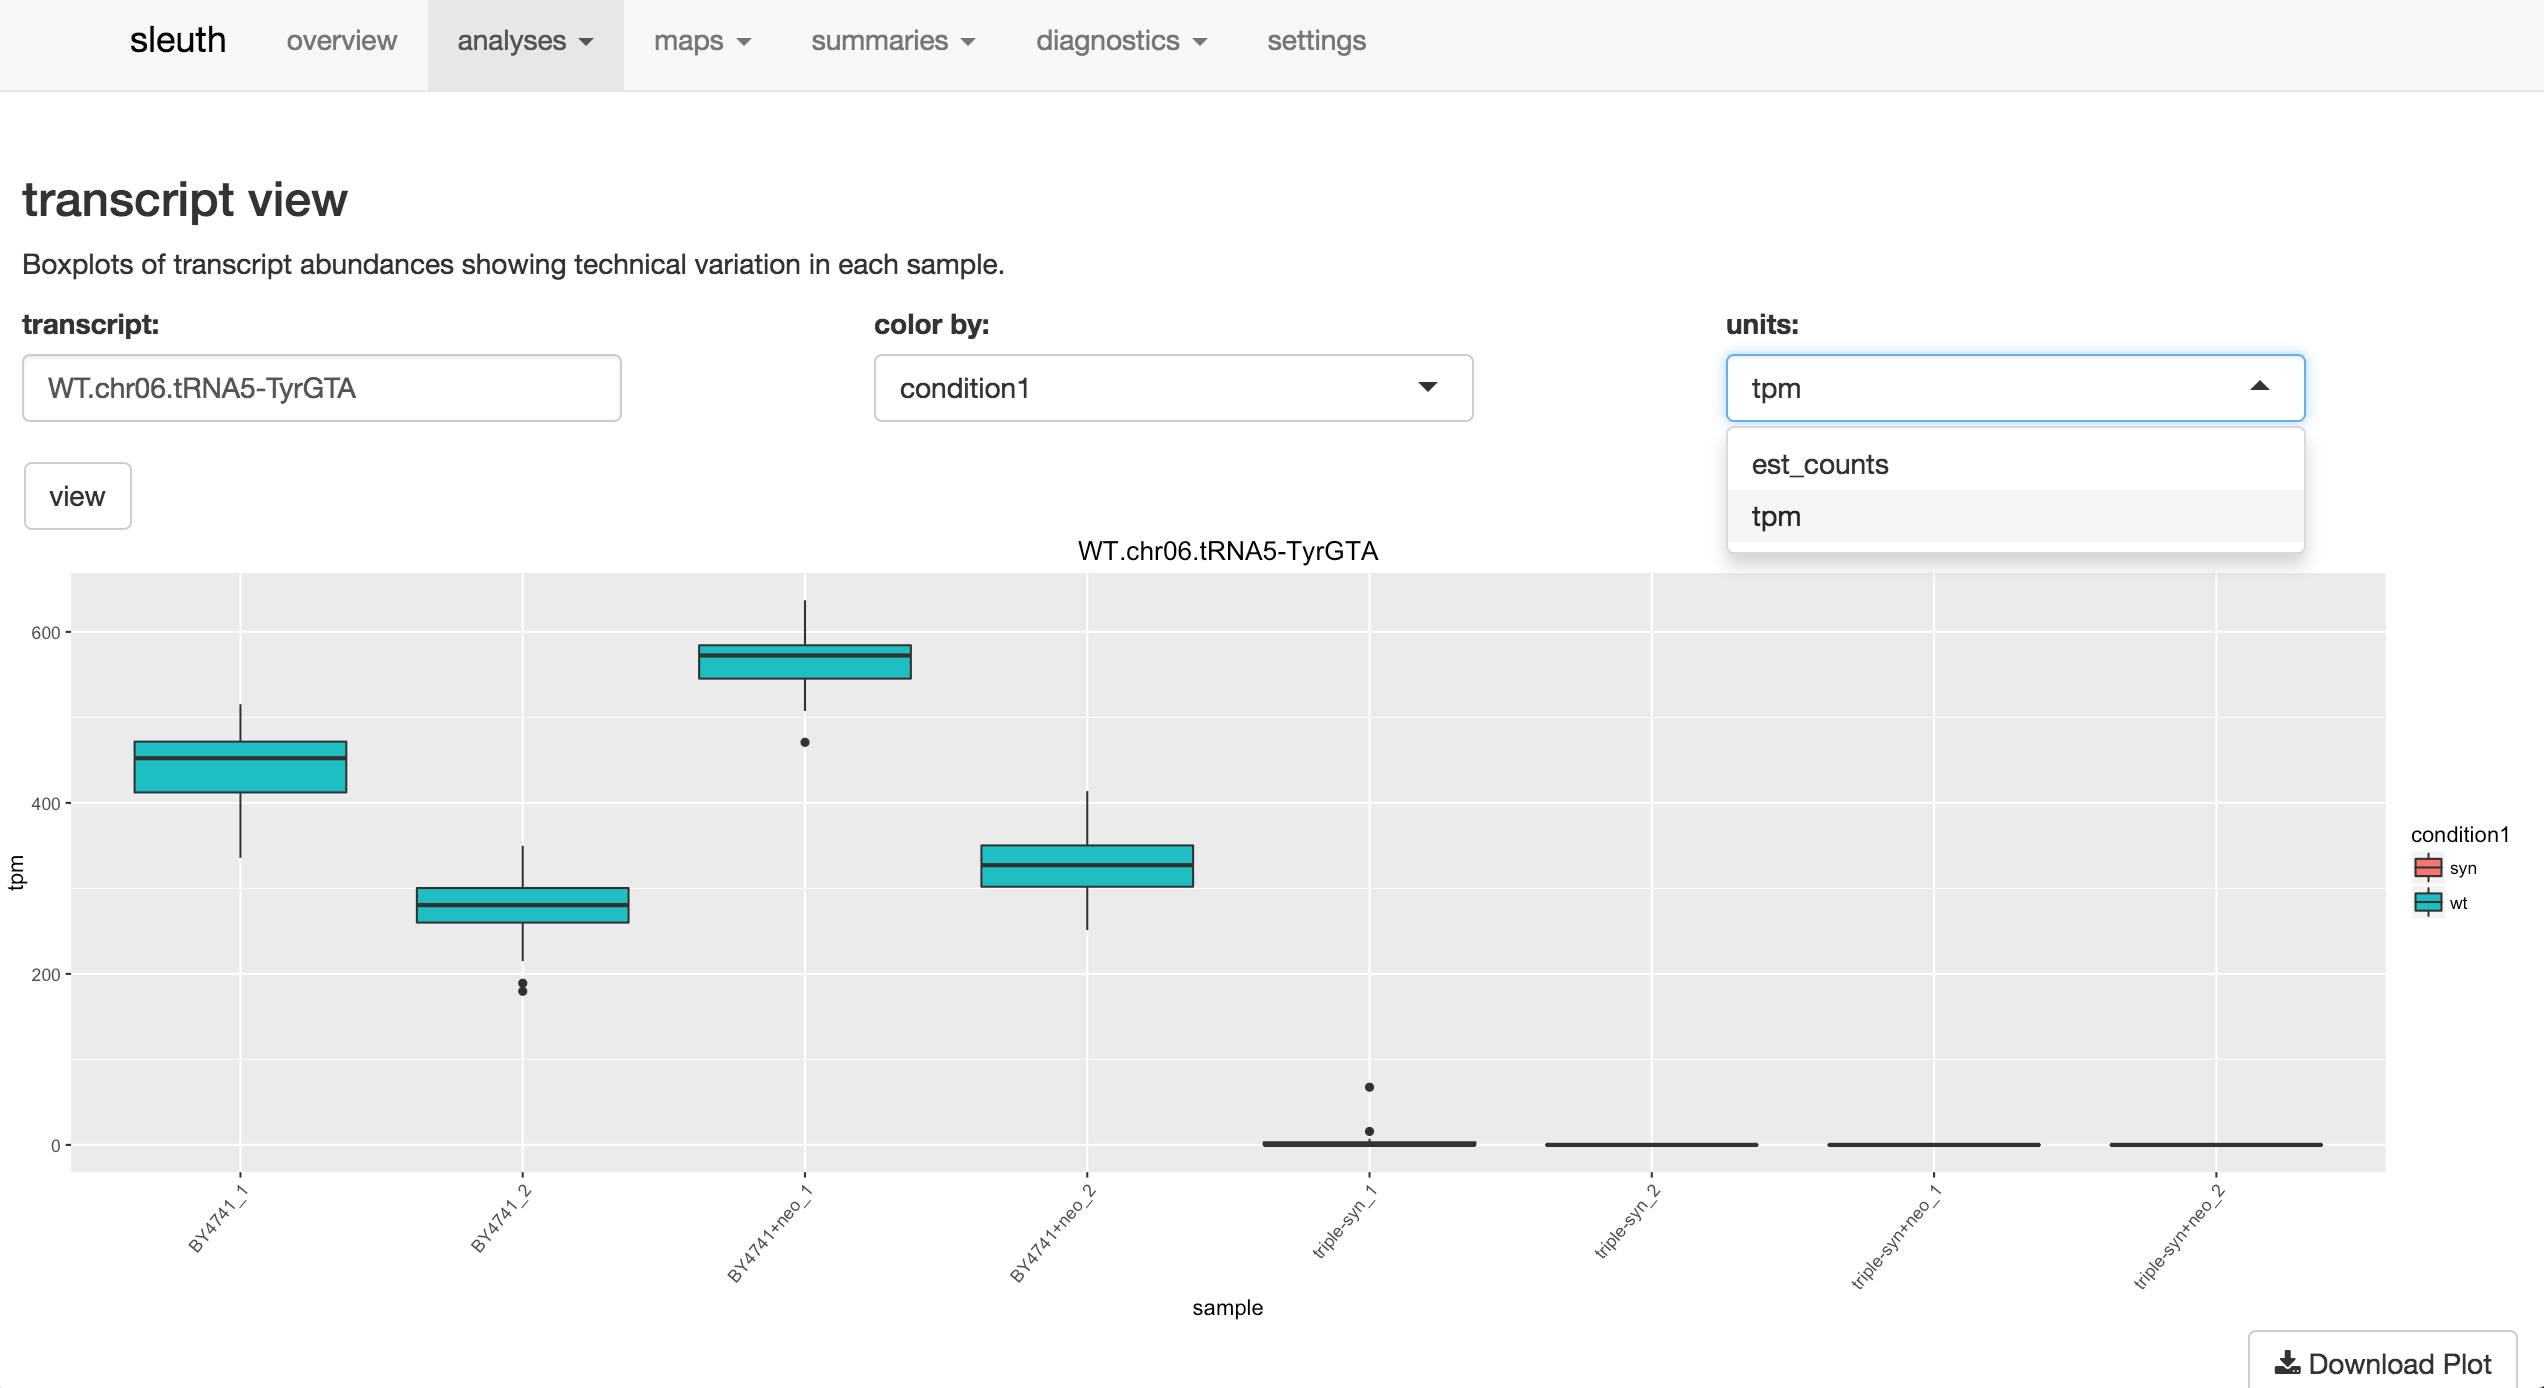 sleuth overview analyses maps summaries diagnostics settings
transcript view
Boxplots of transcript abundances showing technical variation in each sample.
transcript: color by: units:
WT.chr06.tRNA5-TyrGTA condition1 tpm
est_counts
view tpm
WT.chr06.tRNA5-TyrGTA
600
400
200
0
tpm
condition1
syn
wt
BY4741_1 BY4741_2 BY4741+neo_1 BY4741+neo_2 triple-syn_1 triple-syn_2 triple-syn+neo_1 triple-syn+neo_2
sample
Download Plot